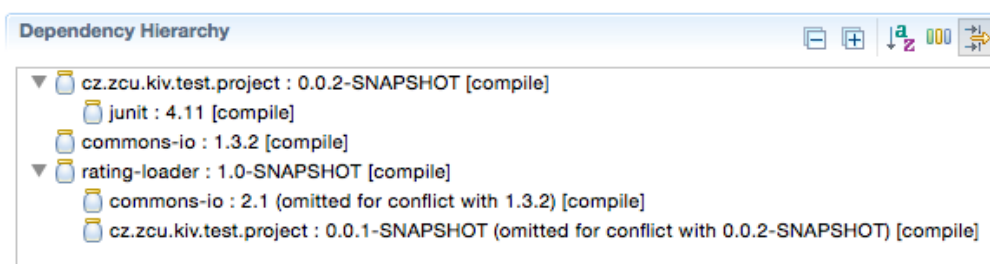 Dependency Hierarchy
cz.zcu.kiv.test.project : 0.0.2-SNAPSHOT [compile]
junit : 4.11 [compile]
commons-io : 1.3.2 [compile]
rating-loader : 1.0-SNAPSHOT [compile]
commons-io : 2.1 (omitted for conflict with 1.3.2) [compile]
cz.zcu.kiv.test.project : 0.0.1-SNAPSHOT (omitted for conflict with 0.0.2-SNAPSHOT) [compile]